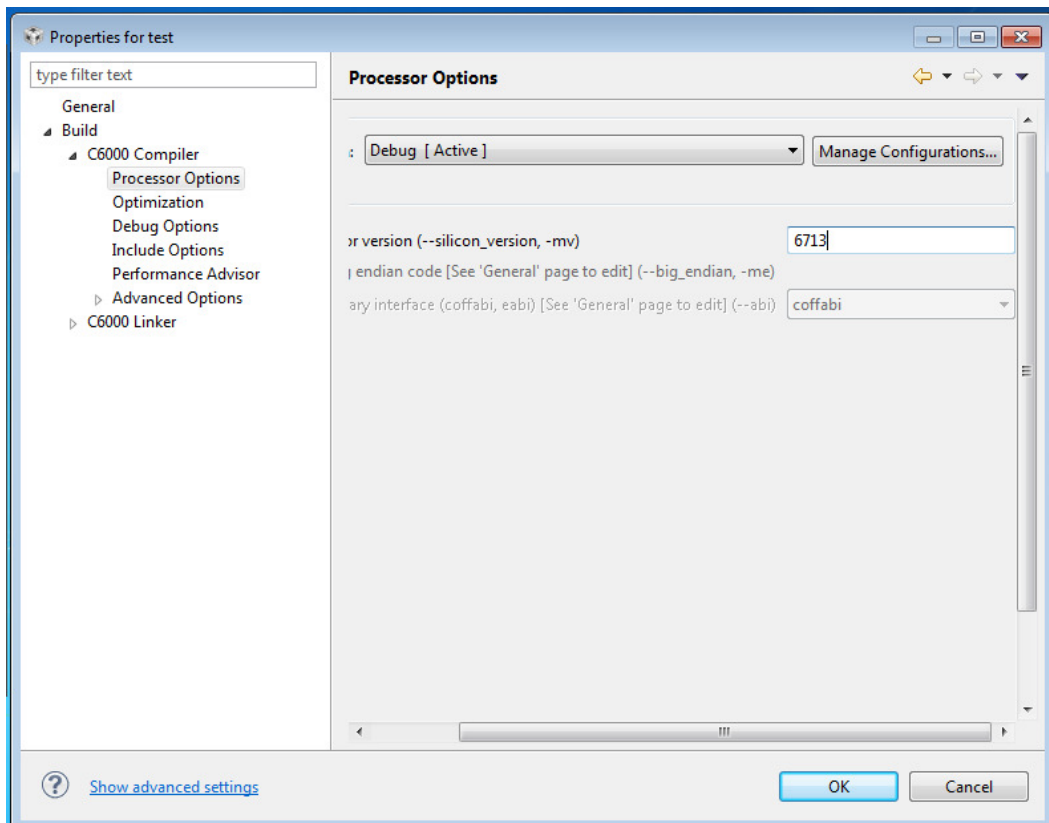 Properties for test
type filter text
General
Build
C6000 Compiler
Processor Options
Optimization
Debug Options
Include Options
Performance Advisor
Advanced Options
C6000 Linker
Processor Options
: Debug [ Active ]
Manage Configurations...
or version (--silicon_version, -mv)
6713
endian code [See 'General' page to edit] (--big_endian, -me)
ary interface (coffabi, eabi) [See 'General' page to edit] (--abi)
coffabi
Show advanced settings
OK
Cancel